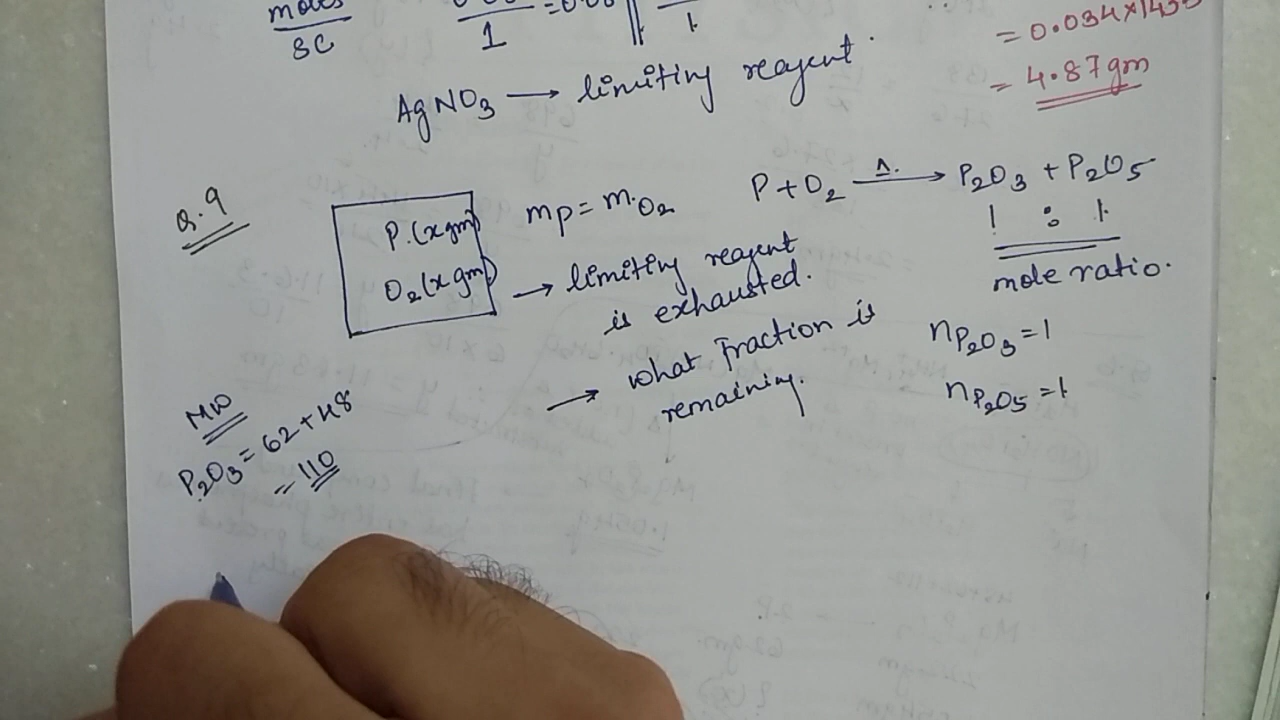 moles
SC
1
1
= 0.034 × 143
= 4.87 gm
AgNO3 → limiting reagent.
Q.9
P.(x gm)
O2(x gm)
mP = mO2
P + O2 —Δ.→ P2O3 + P2O5
1 : 1
mole ratio.
→ limiting reagent
is exhausted.
→ what fraction is
remaining.
nP2O3 = 1
nP2O5 = 1
MW
P2O3 = 62 + 48
= 110